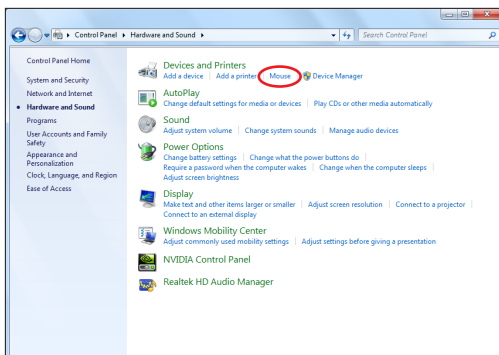 Control Panel ▸ Hardware and Sound ▸
Search Control Panel
Control Panel Home
System and Security
Network and Internet
Hardware and Sound
Programs
User Accounts and Family
Safety
Appearance and
Personalization
Clock, Language, and Region
Ease of Access
Devices and Printers
Add a device | Add a printer | Mouse | Device Manager
AutoPlay
Change default settings for media or devices | Play CDs or other media automatically
Sound
Adjust system volume | Change system sounds | Manage audio devices
Power Options
Change battery settings | Change what the power buttons do |
Require a password when the computer wakes | Change when the computer sleeps |
Adjust screen brightness
Display
Make text and other items larger or smaller | Adjust screen resolution | Connect to a projector |
Connect to an external display
Windows Mobility Center
Adjust commonly used mobility settings | Adjust settings before giving a presentation
NVIDIA Control Panel
Realtek HD Audio Manager